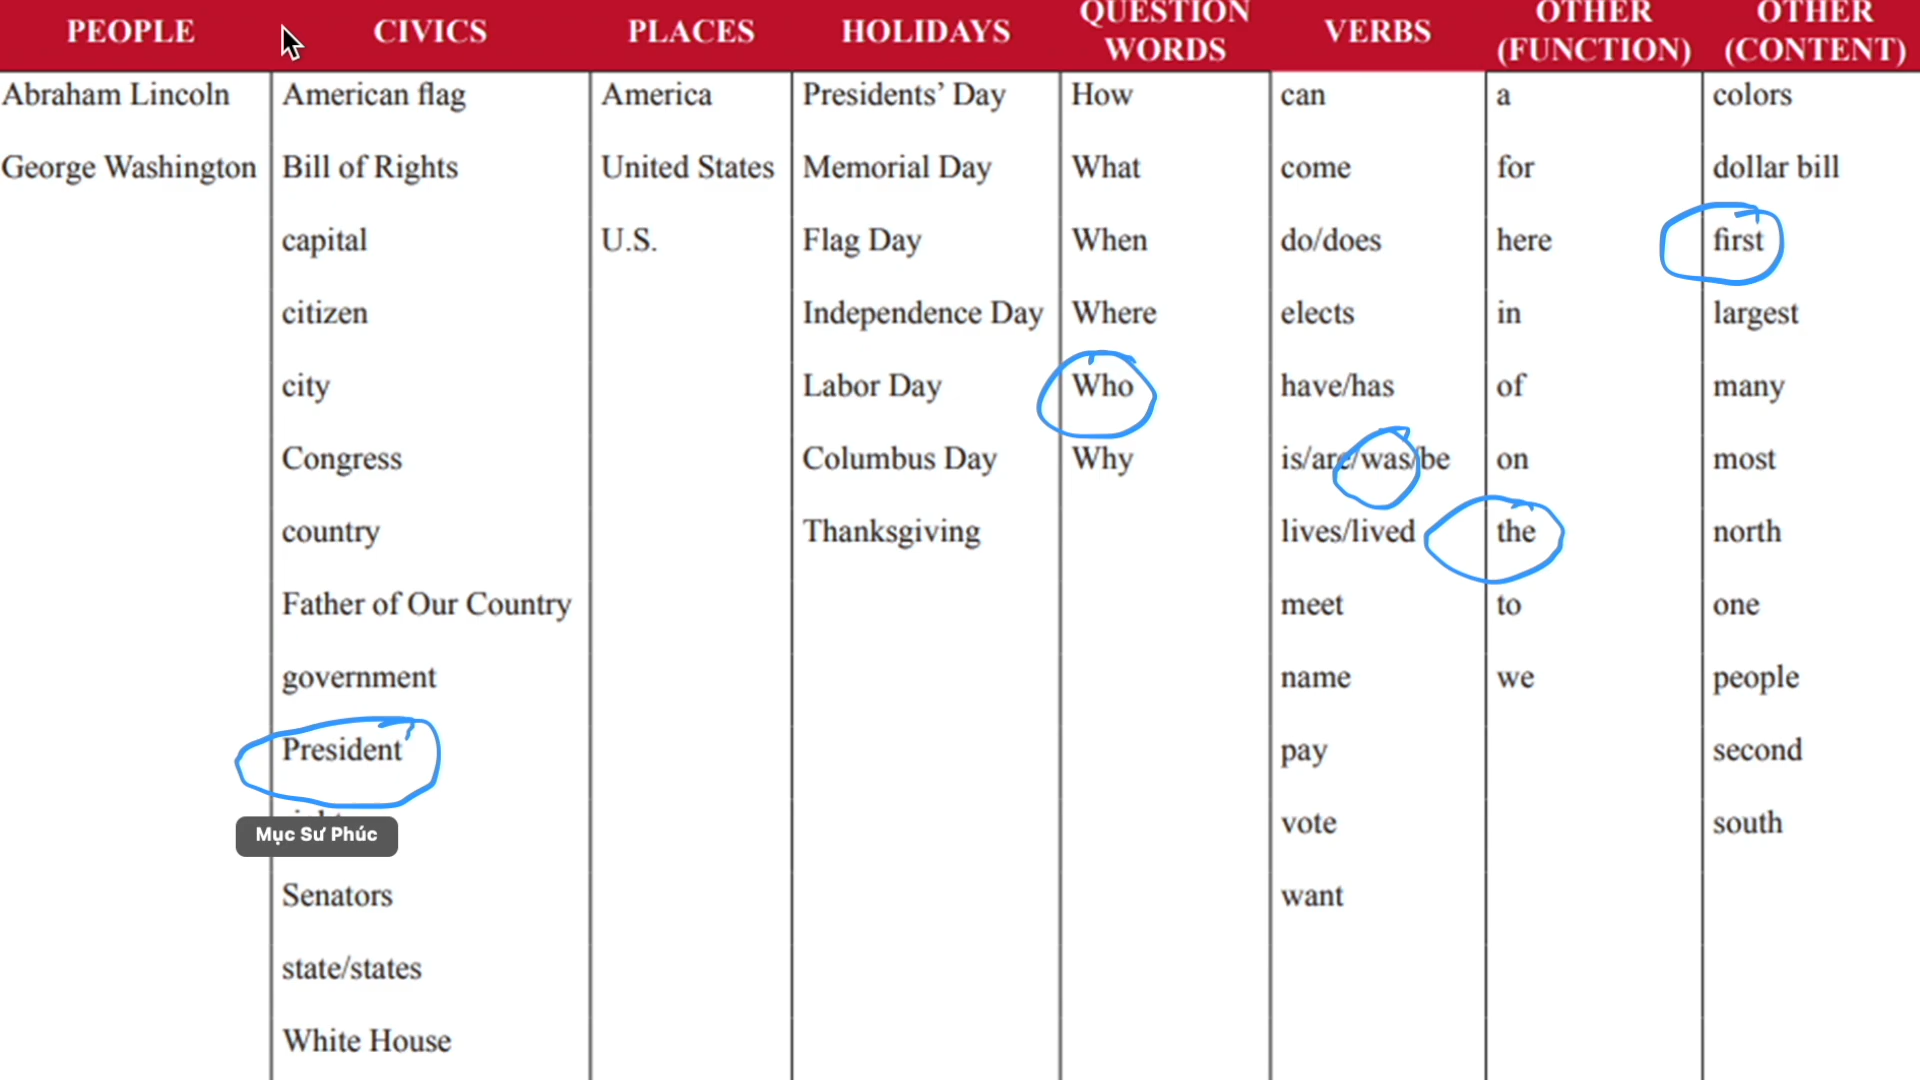 PEOPLE CIVICS PLACES HOLIDAYS QUESTION WORDS VERBS OTHER (FUNCTION) OTHER (CONTENT)
Abraham Lincoln American flag America Presidents’ Day How can a colors
George Washington Bill of Rights United States Memorial Day What come for dollar bill
capital U.S. Flag Day When do/does here first
citizen Independence Day Where elects in largest
city Labor Day Who have/has of many
Congress Columbus Day Why is/are/was/be on most
country Thanksgiving lives/lived the north
Father of Our Country meet to one
government name we people
President pay second
Mục Sư Phúc vote south
Senators want
state/states
White House